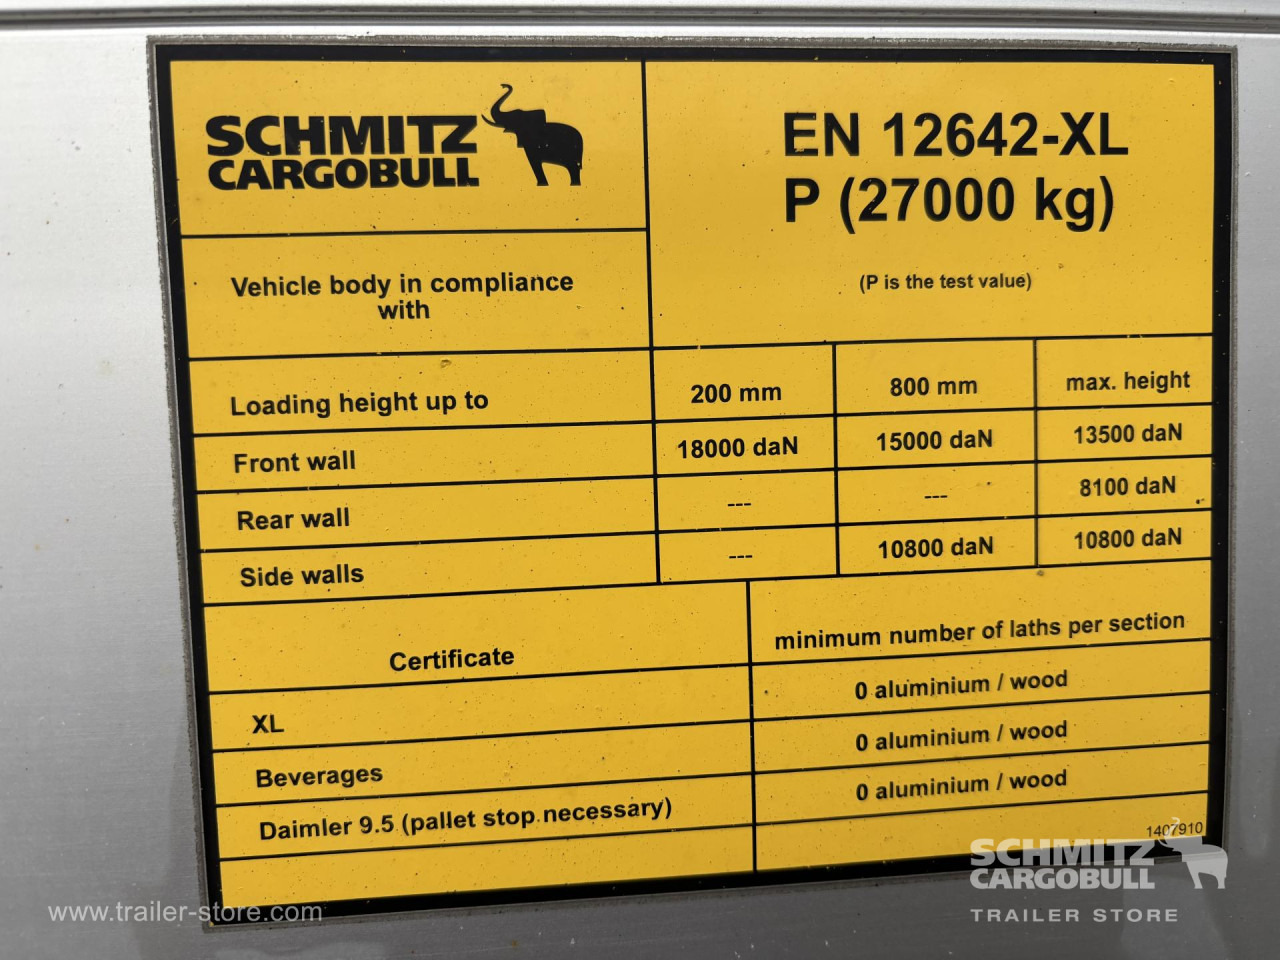 SCHMITZ
CARGOBULL
EN 12642-XL
P (27000 kg)
(P is the test value)
Vehicle body in compliance
with
Loading height up to 200 mm 800 mm max. height
Front wall 18000 daN 15000 daN 13500 daN
Rear wall --- --- 8100 daN
Side walls --- 10800 daN 10800 daN
Certificate minimum number of laths per section
XL 0 aluminium / wood
Beverages 0 aluminium / wood
Daimler 9.5 (pallet stop necessary) 0 aluminium / wood
1407910
SCHMITZ
CARGOBULL
TRAILER STORE
www.trailer-store.com